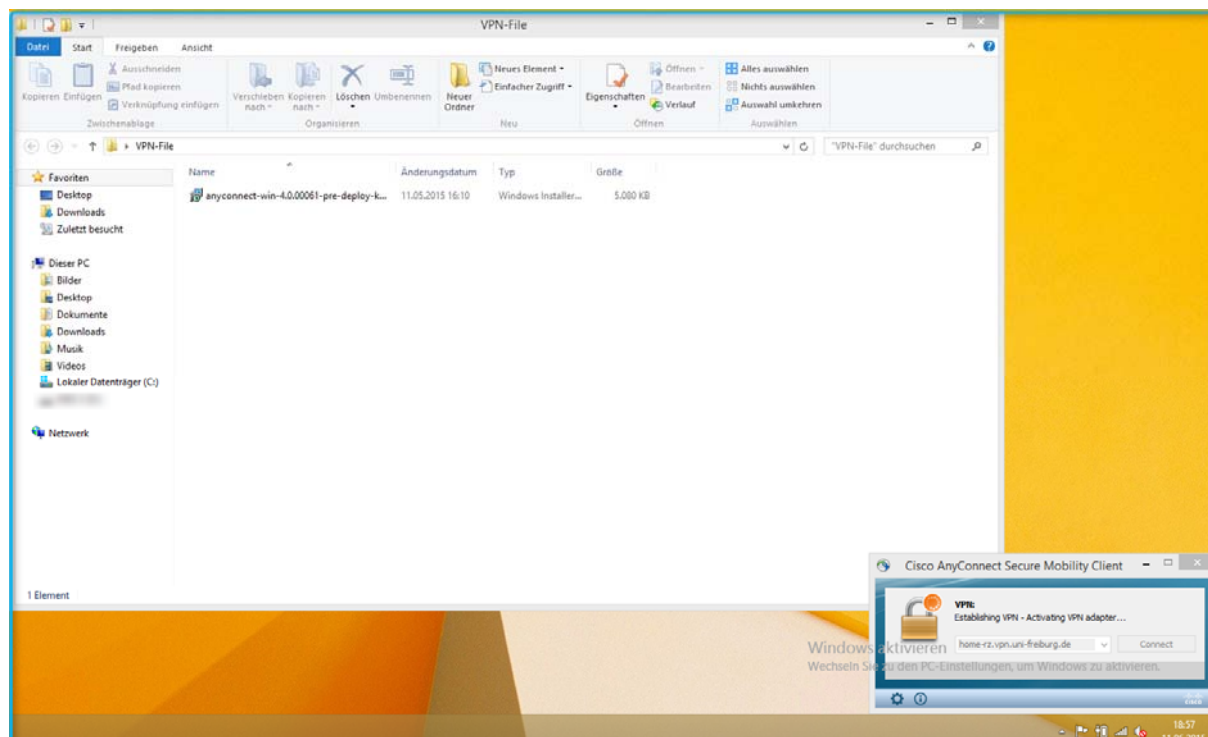 VPN-File
Datei Start Freigeben Ansicht
Kopieren Einfügen
Ausschneiden
Pfad kopieren
Verknüpfung einfügen
Zwischenablage
Verschieben nach
Kopieren nach
Löschen
Umbenennen
Organisieren
Neuer Ordner
Neues Element
Einfacher Zugriff
Neu
Eigenschaften
Öffnen
Bearbeiten
Verlauf
Öffnen
Alles auswählen
Nichts auswählen
Auswahl umkehren
Auswählen
VPN-File
"VPN-File" durchsuchen
Name Änderungsdatum Typ Größe
anyconnect-win-4.0.00061-pre-deploy-k... 11.05.2015 16:10 Windows Installer... 5.080 KB
Favoriten
Desktop
Downloads
Zuletzt besucht
Dieser PC
Bilder
Desktop
Dokumente
Downloads
Musik
Videos
Lokaler Datenträger (C:)
Netzwerk
1 Element
Cisco AnyConnect Secure Mobility Client
VPN:
Establishing VPN - Activating VPN adapter...
home-rz.vpn.uni-freiburg.de Connect
Windows aktivieren
Wechseln Sie zu den PC-Einstellungen, um Windows zu aktivieren.
cisco
18:57